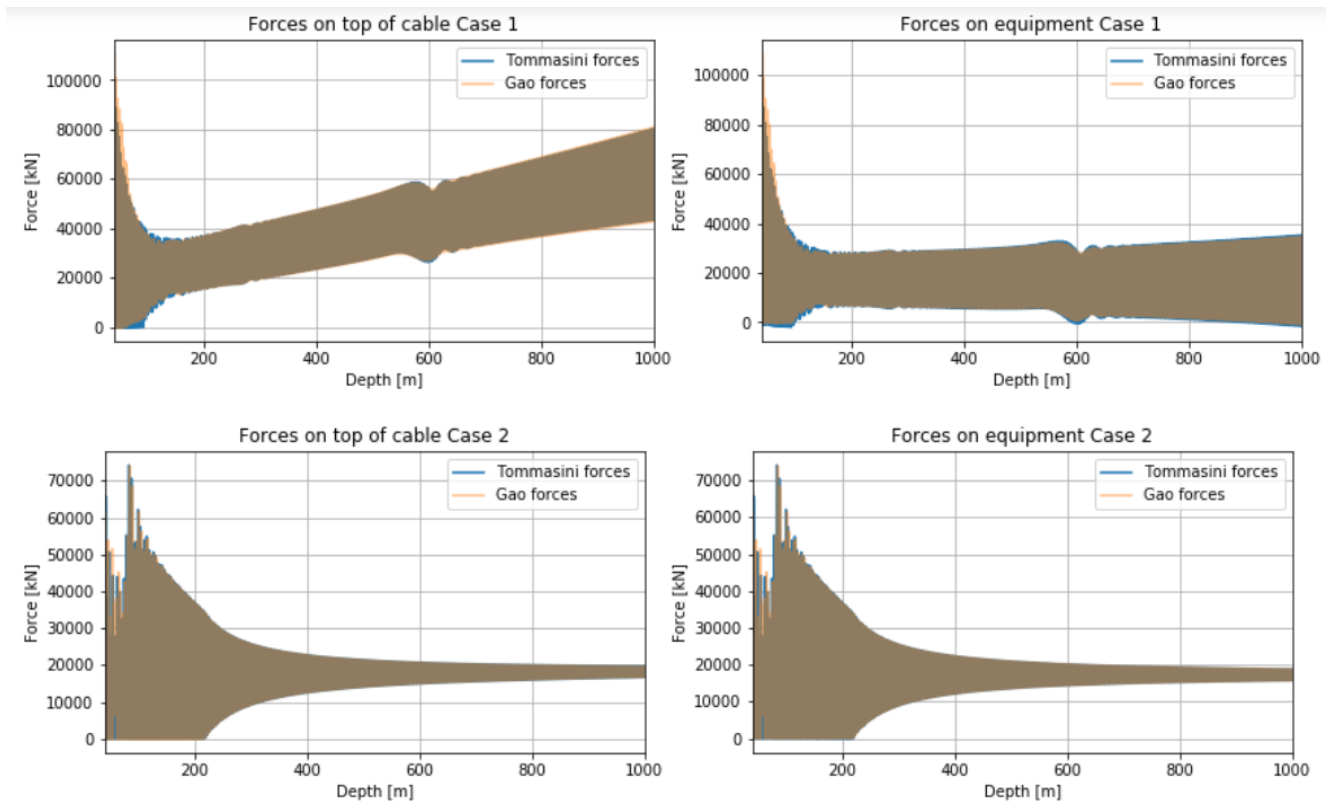 Forces on top of cable Case 1
Forces on equipment Case 1
Tommasini forces
Gao forces
Tommasini forces
Gao forces
Force [kN]
100000
80000
60000
40000
20000
0
Force [kN]
100000
80000
60000
40000
20000
0
200 400 600 800 1000
200 400 600 800 1000
Depth [m]
Depth [m]
Forces on top of cable Case 2
Forces on equipment Case 2
Tommasini forces
Gao forces
Tommasini forces
Gao forces
Force [kN]
70000
60000
50000
40000
30000
20000
10000
0
Force [kN]
70000
60000
50000
40000
30000
20000
10000
0
200 400 600 800 1000
200 400 600 800 1000
Depth [m]
Depth [m]